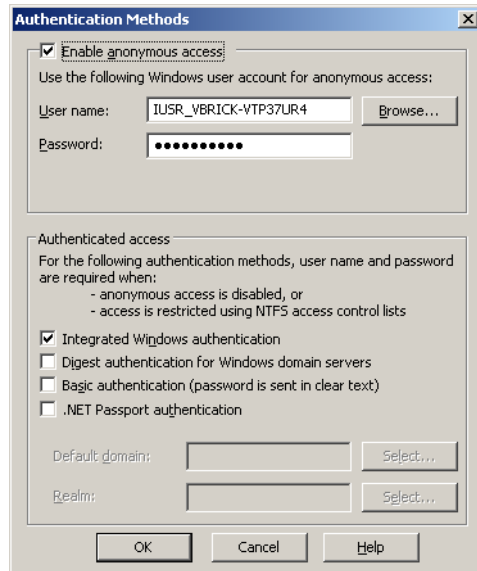 Authentication Methods
Enable anonymous access
Use the following Windows user account for anonymous access:
User name: IUSR_VBRICK-VTP37UR4 Browse...
Password: ●●●●●●●●●●
Authenticated access
For the following authentication methods, user name and password
are required when:
- anonymous access is disabled, or
- access is restricted using NTFS access control lists
Integrated Windows authentication
Digest authentication for Windows domain servers
Basic authentication (password is sent in clear text)
.NET Passport authentication
Default domain: Select...
Realm: Select...
OK Cancel Help